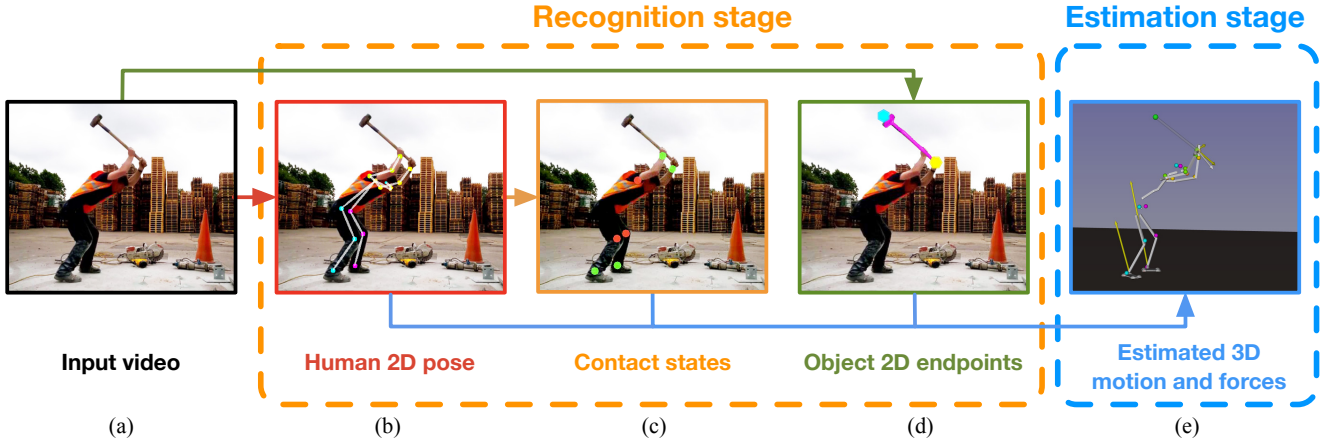 Recognition stage
Estimation stage
Input video
Human 2D pose
Contact states
Object 2D endpoints
Estimated 3D
motion and forces
(a)
(b)
(c)
(d)
(e)